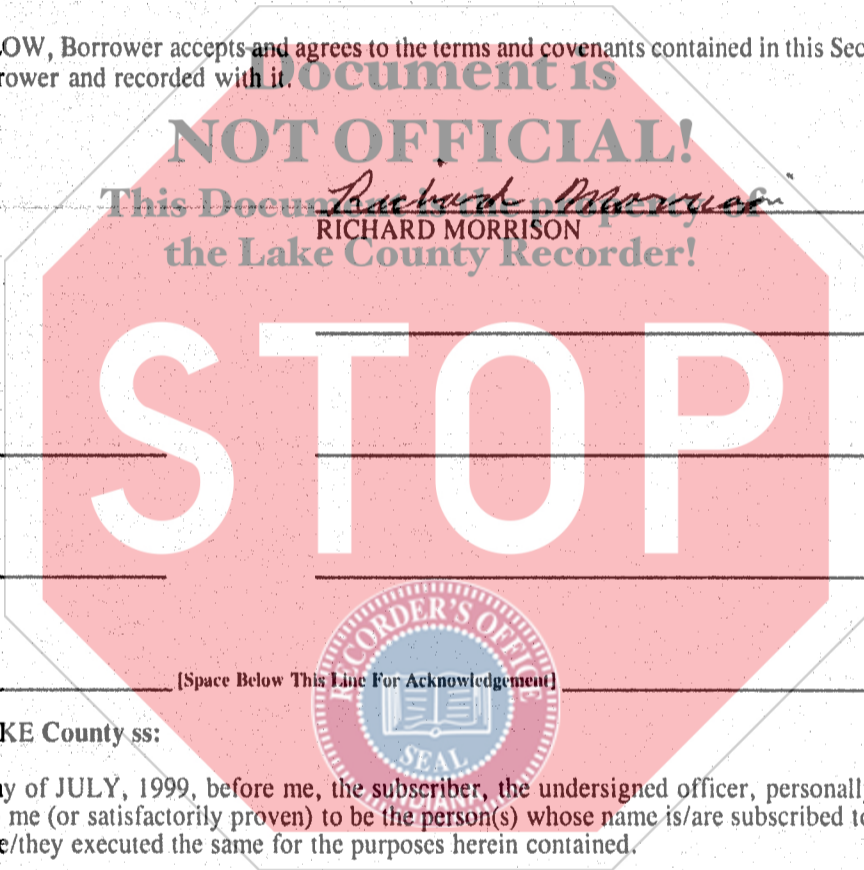 OW, Borrower accepts and agrees to the terms and covenants contained in this Sec
rower and recorded with it.
Document is
NOT OFFICIAL!
This Document is the property of
the Lake County Recorder!
Richard Morrison
RICHARD MORRISON
STOP
RECORDER'S OFFICE
SEAL
INDIANA
[Space Below This Line For Acknowledgement]
KE County ss:
y of JULY, 1999, before me, the subscriber, the undersigned officer, personall
me (or satisfactorily proven) to be the person(s) whose name is/are subscribed to
e/they executed the same for the purposes herein contained.